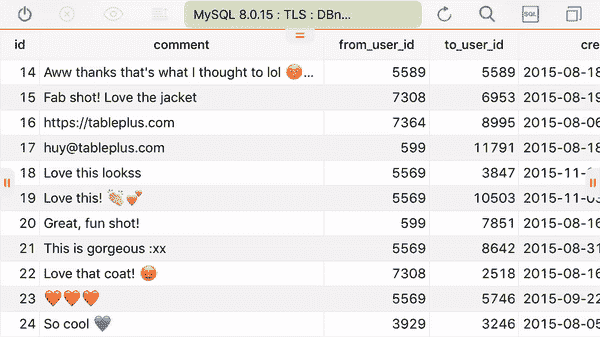 MySQL 8.0.15 : TLS : DBn...
SQL
id comment from_user_id to_user_id cre
14 Aww thanks that's what I thought to lol 🍊... 5589 5589 2015-08-18
15 Fab shot! Love the jacket 7308 6953 2015-08-19
16 https://tableplus.com 7364 8995 2015-08-06
17 huy@tableplus.com 599 11791 2015-08-18
18 Love this lookss 5569 3847 2015-11-
19 Love this! 👏💕 5569 10503 2015-11-03
20 Great, fun shot! 599 7851 2015-08-16
21 This is gorgeous :xx 5569 8642 2015-08-31
22 Love that coat! 7308 2518 2015-08-16
23 🧡🧡🧡 5569 5746 2015-09-22
24 So cool 🖤 3929 3246 2015-08-05